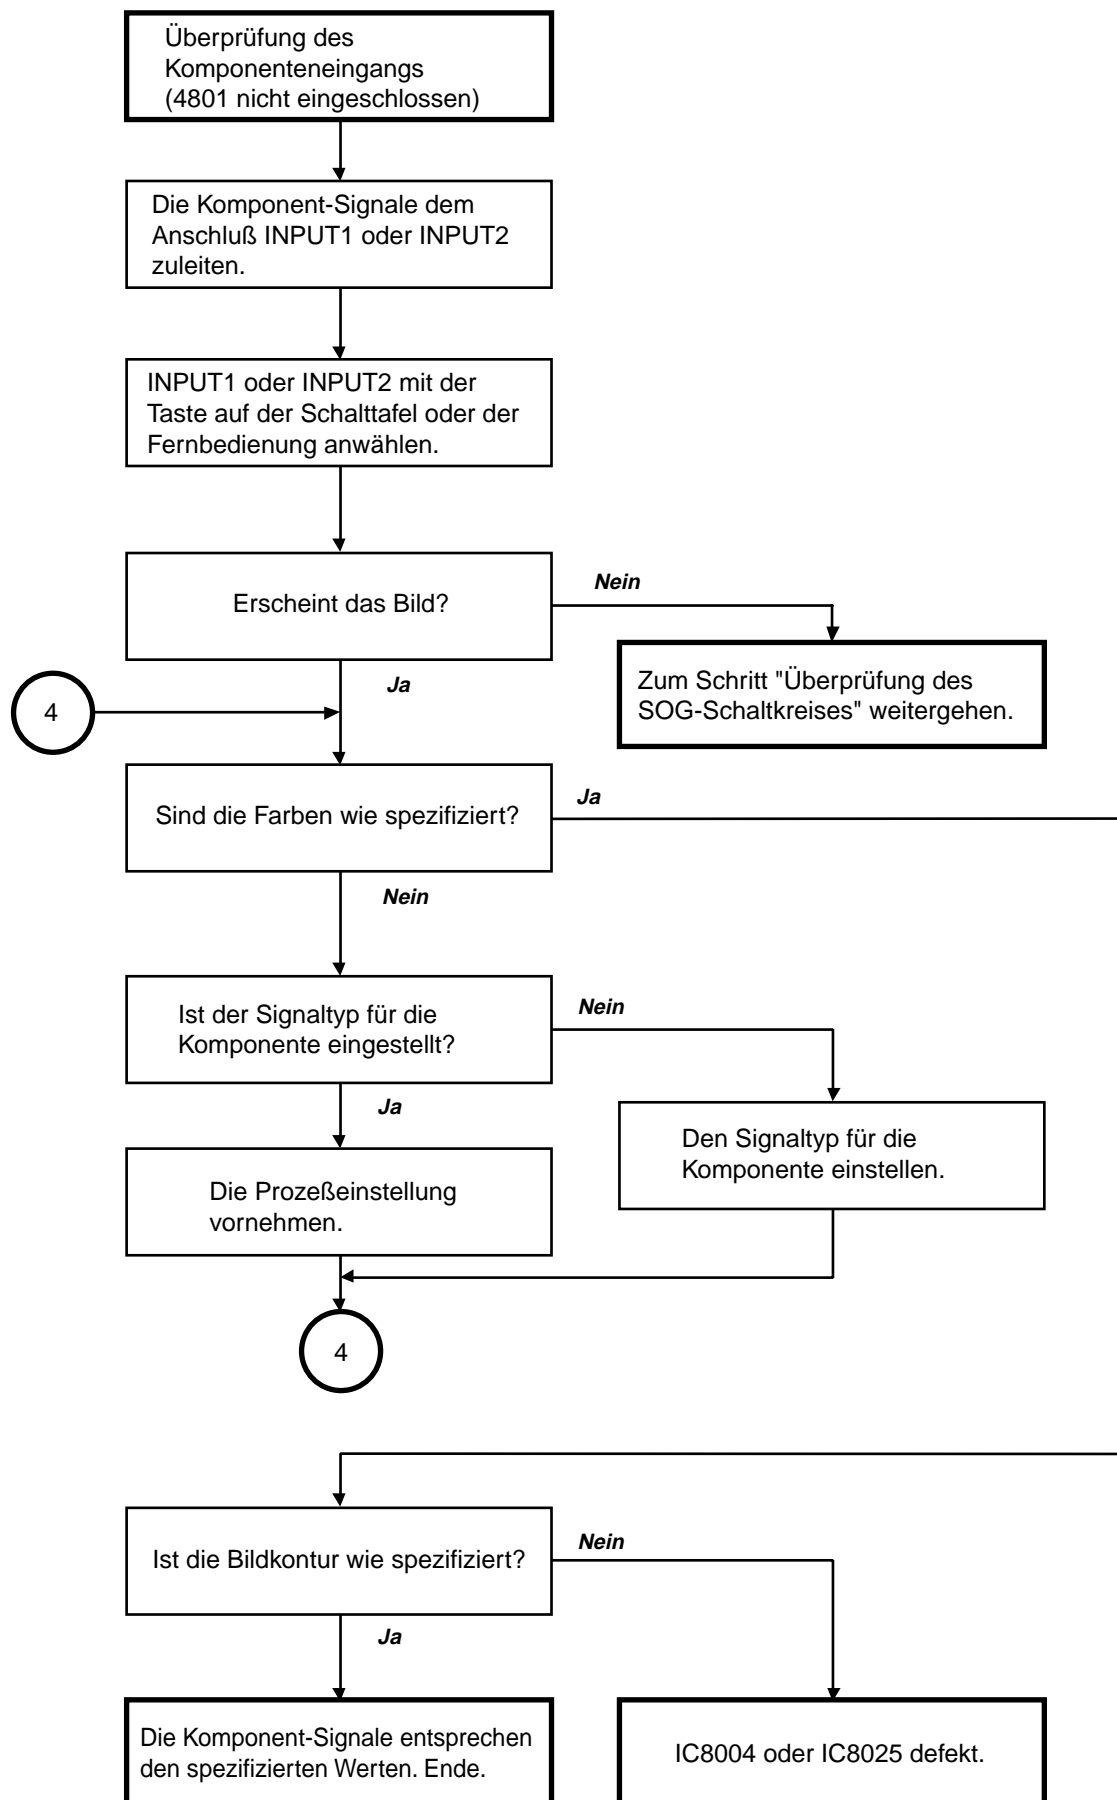 Überprüfung des
Komponenteneingangs
(4801 nicht eingeschlossen)
Die Komponent-Signale dem
Anschluß INPUT1 oder INPUT2
zuleiten.
INPUT1 oder INPUT2 mit der
Taste auf der Schalttafel oder der
Fernbedienung anwählen.
Erscheint das Bild?
Nein
Zum Schritt "Überprüfung des
SOG-Schaltkreises" weitergehen.
Ja
4
Sind die Farben wie spezifiziert?
Ja
Nein
Ist der Signaltyp für die
Komponente eingestellt?
Nein
Ja
Den Signaltyp für die
Komponente einstellen.
Die Prozeßeinstellung
vornehmen.
4
Ist die Bildkontur wie spezifiziert?
Nein
Ja
Die Komponent-Signale entsprechen
den spezifizierten Werten. Ende.
IC8004 oder IC8025 defekt.